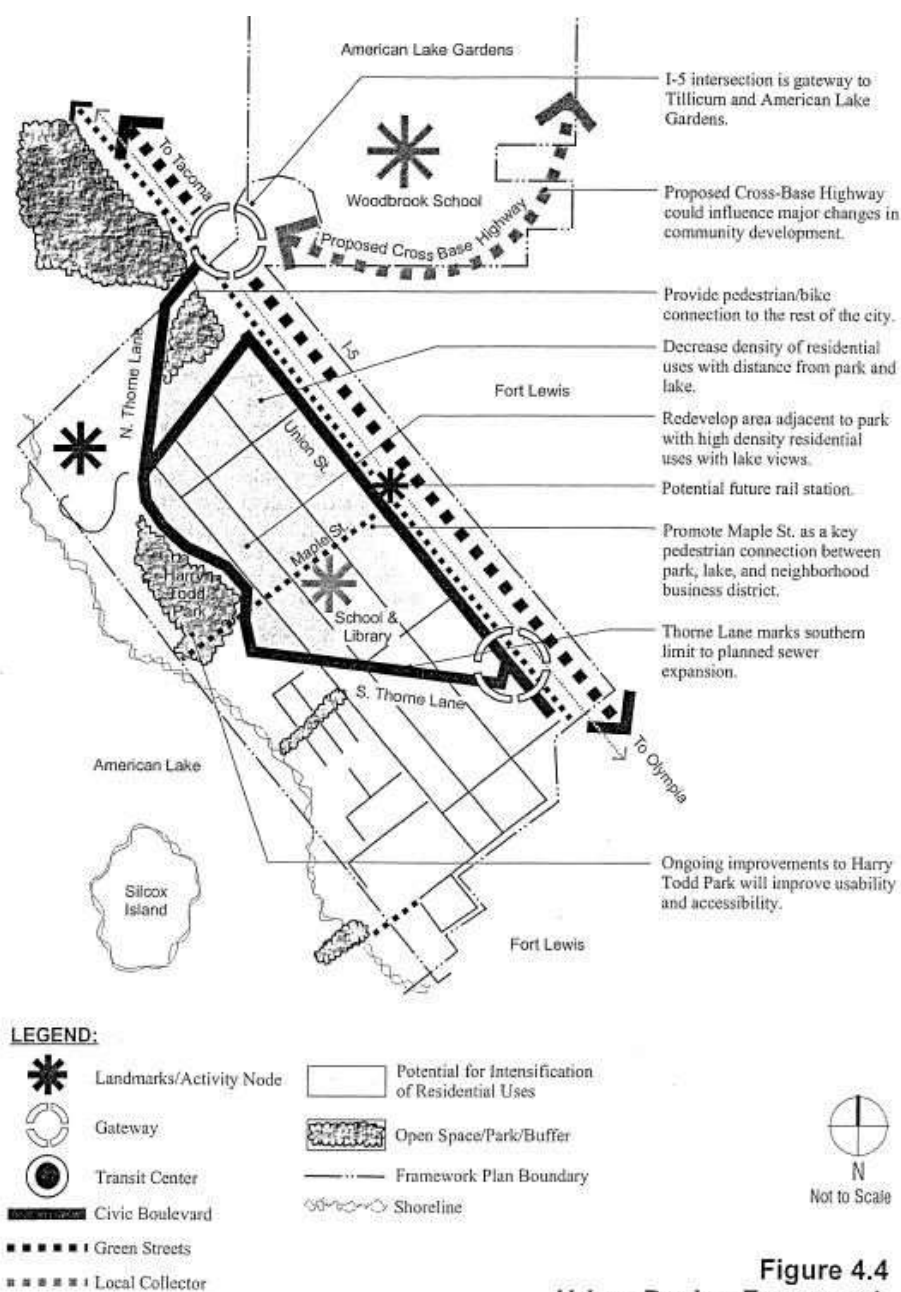 American Lake Gardens
I-5 intersection is gateway to
Tillicum and American Lake
Gardens.
To Tacoma
Woodbrook School
Proposed Cross Base Highway
Proposed Cross-Base Highway
could influence major changes in
community development.
Provide pedestrian/bike
connection to the rest of the city.
I-5
N. Thorne Lane
Decrease density of residential
uses with distance from park and
lake.
Fort Lewis
Union St.
Redevelop area adjacent to park
with high density residential
uses with lake views.
Potential future rail station.
Maple St.
Promote Maple St. as a key
pedestrian connection between
park, lake, and neighborhood
business district.
Harry
Todd
Park
School &
Library
Thorne Lane marks southern
limit to planned sewer
expansion.
S. Thorne Lane
American Lake
To Olympia
Silcox
Island
Ongoing improvements to Harry
Todd Park will improve usability
and accessibility.
Fort Lewis
LEGEND:
Landmarks/Activity Node
Gateway
Transit Center
Civic Boulevard
Green Streets
Local Collector
Potential for Intensification
of Residential Uses
Open Space/Park/Buffer
Framework Plan Boundary
Shoreline
N
Not to Scale
Figure 4.4